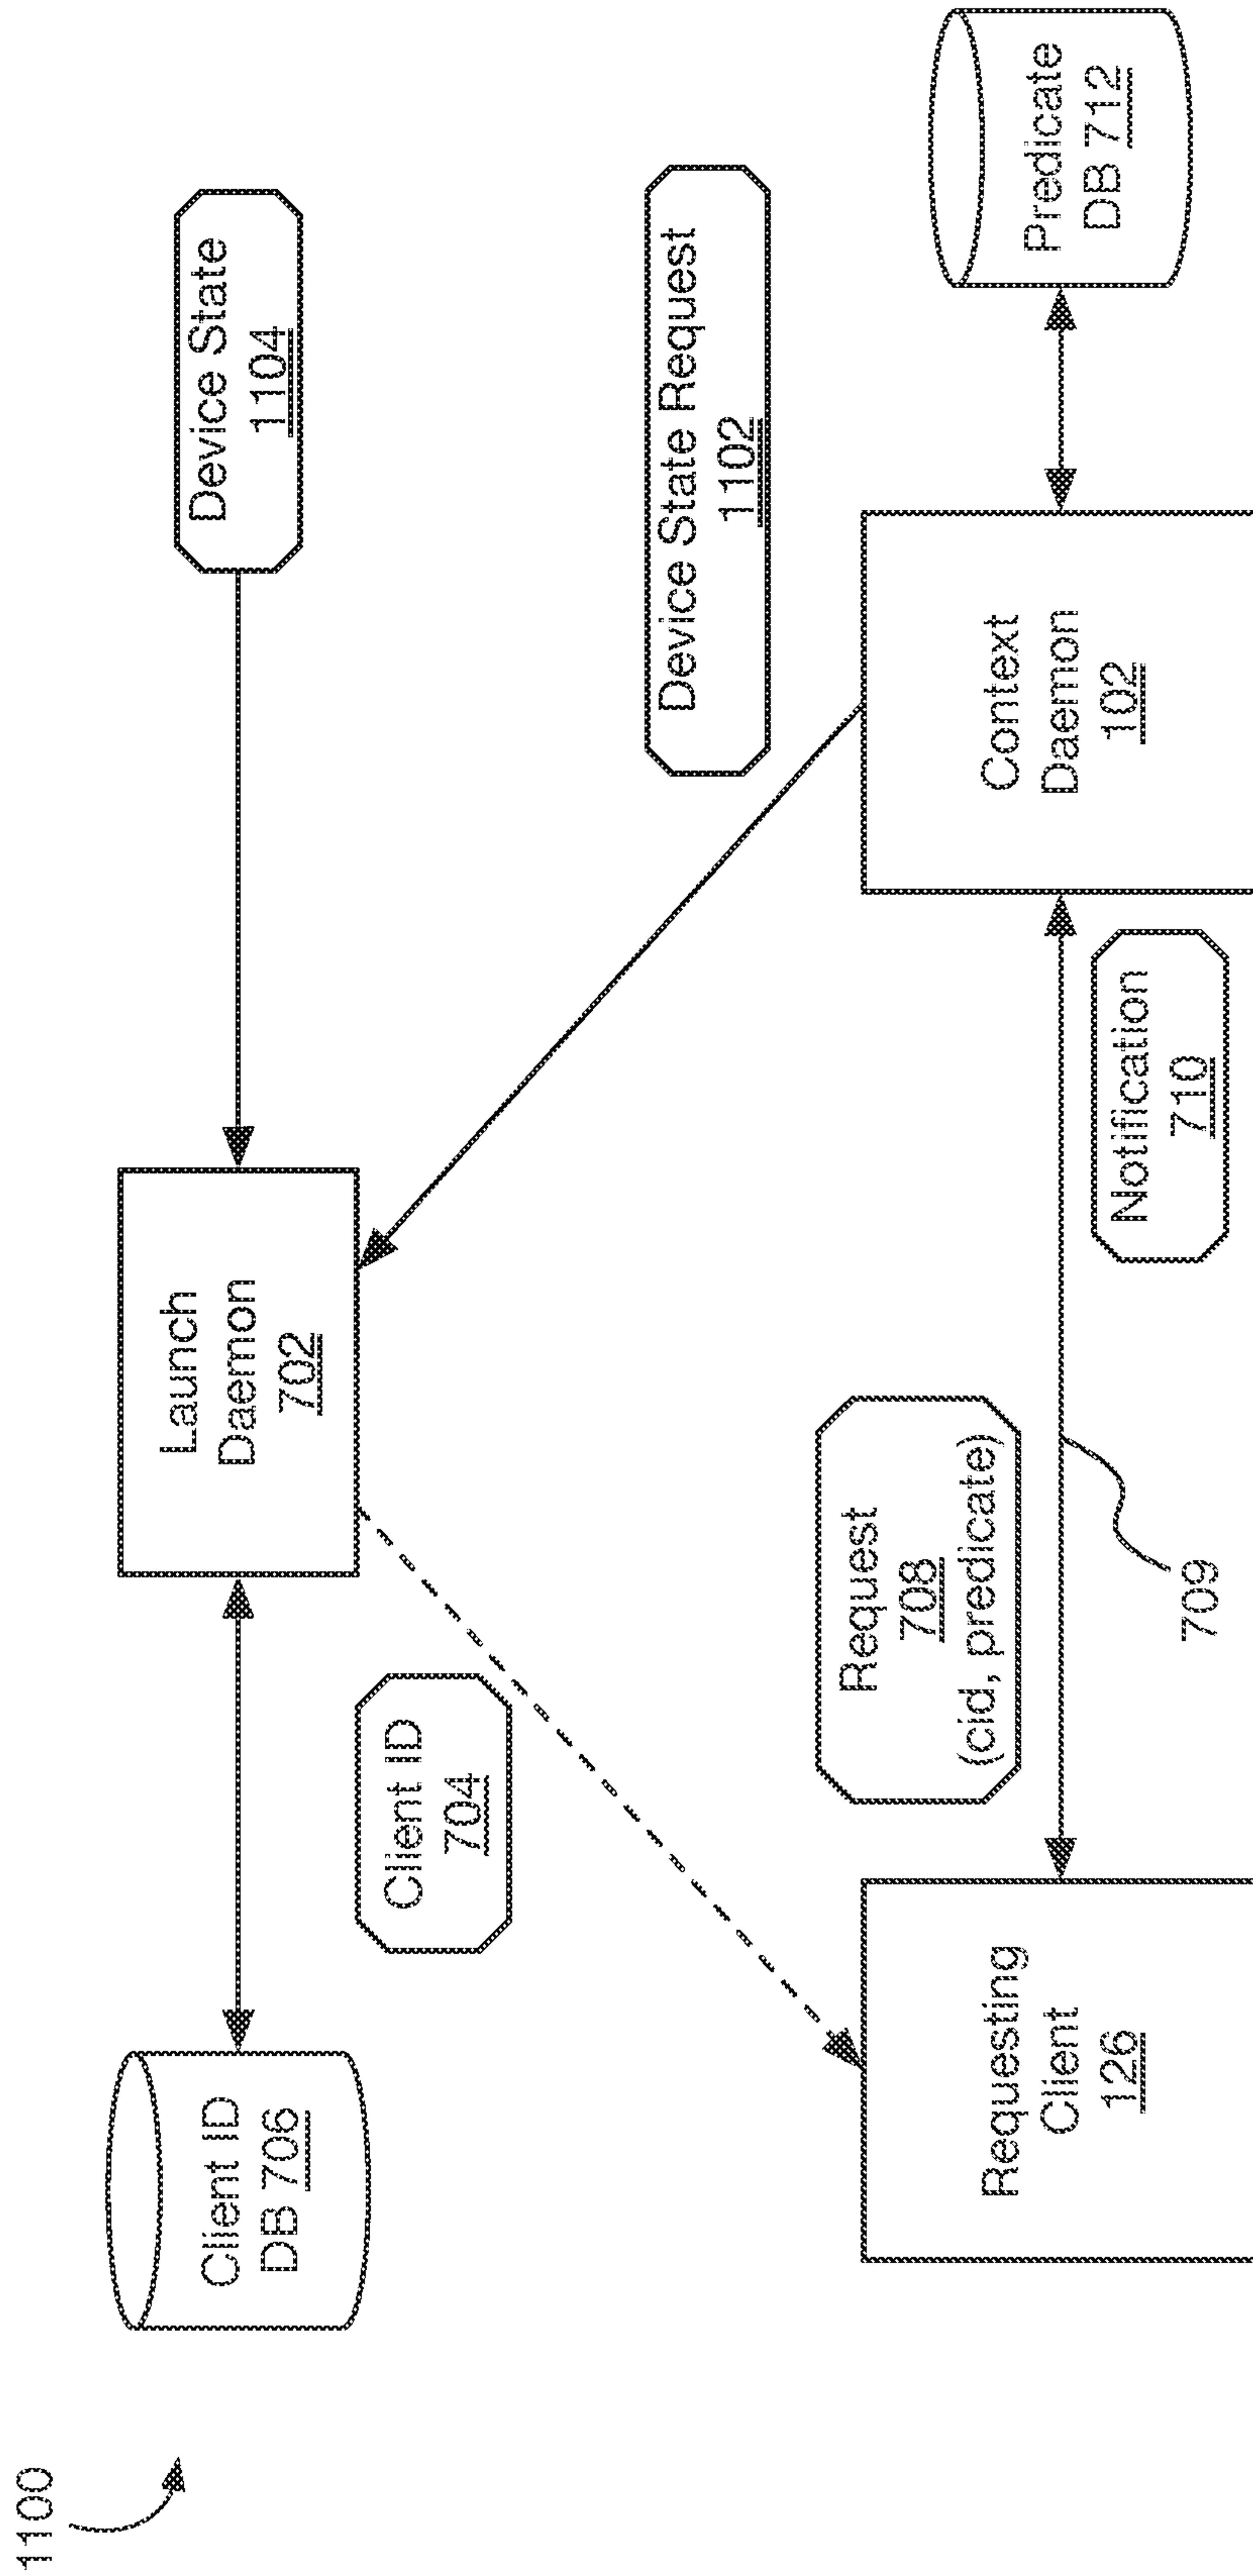 1100
Client ID
DB 706
Launch
Daemon
702
Device State
1104
Client ID
704
Device State Request
1102
Request
708
(cid, predicate)
Requesting
Client
126
709
Notification
710
Context
Daemon
102
Predicate
DB 712